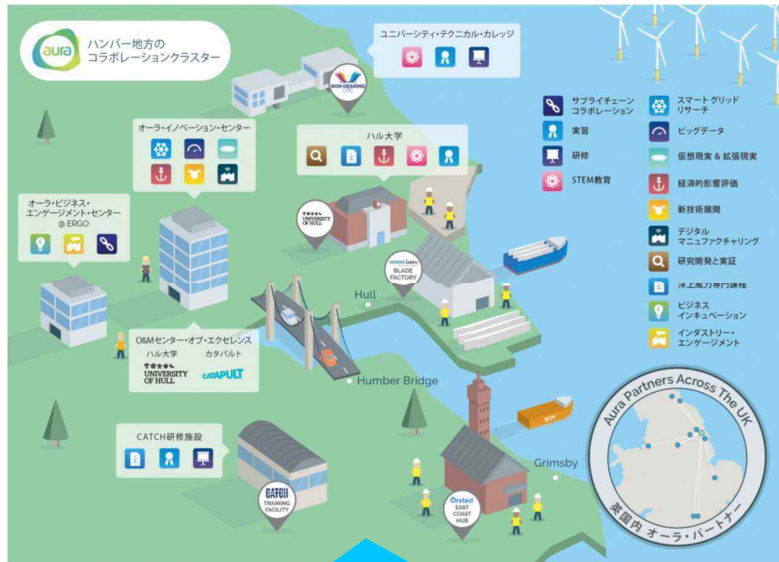 aura
ハンバー地方の
コラボレーションクラスター
ユニバーシティ・テクニカル・カレッジ
RON DEARING
UTC
オーラ・イノベーション・センター
ハル大学
オーラ・ビジネス・
エンゲージメント・センター
@ ERGO
UNIVERSITY
OF HULL
BLADE
FACTORY
Hull
O&Mセンター・オブ・エクセレンス
ハル大学
カタパルト
UNIVERSITY
OF HULL
CATAPULT
Humber Bridge
CATCH研修施設
CATCH
TRAINING
FACILITY
Orsted
EAST
COAST
HUB
SOV
Grimsby
サプライチェーン
コラボレーション
実習
研修
STEM教育
スマート グリッド
リサーチ
ビッグデータ
仮想現実 & 拡張現実
経済的影響評価
新技術展開
デジタル
マニュファクチャリング
研究開発と実証
洋上風力専門課程
ビジネス
インキュベーション
インダストリー・
エンゲージメント
Aura Partners Across The UK
英国内 オーラ・パートナー